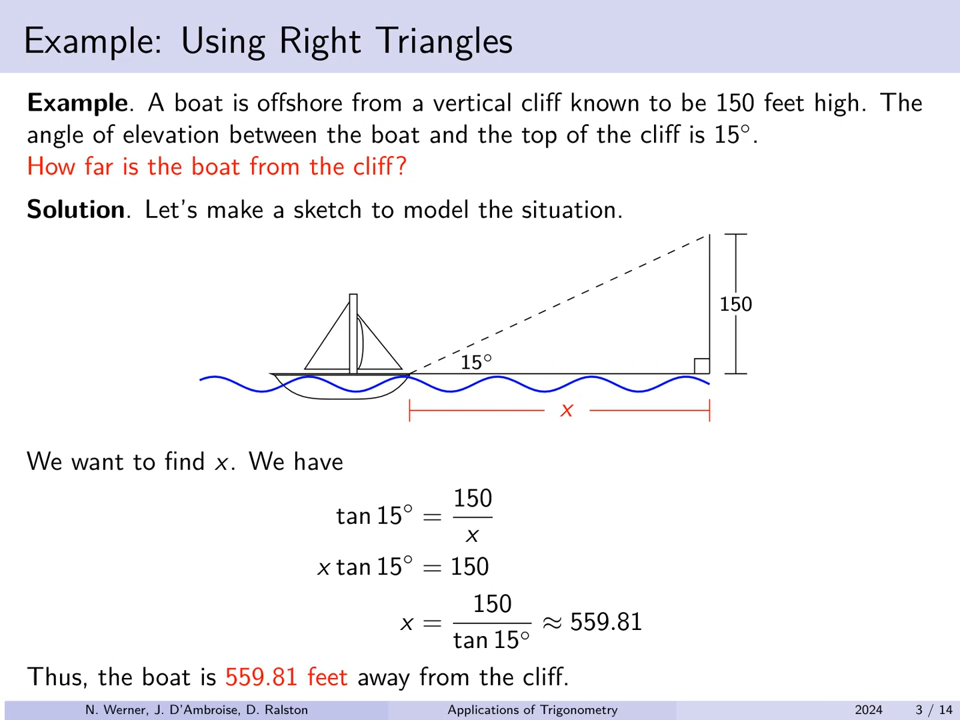 Example: Using Right Triangles
Example. A boat is offshore from a vertical cliff known to be 150 feet high. The
angle of elevation between the boat and the top of the cliff is 15°.
How far is the boat from the cliff?
Solution. Let's make a sketch to model the situation.
150
15°
x
We want to find x. We have
tan 15° = 150/x
x tan 15° = 150
x = 150/tan 15° ≈ 559.81
Thus, the boat is 559.81 feet away from the cliff.
N. Werner, J. D'Ambroise, D. Ralston Applications of Trigonometry 2024 3 / 14